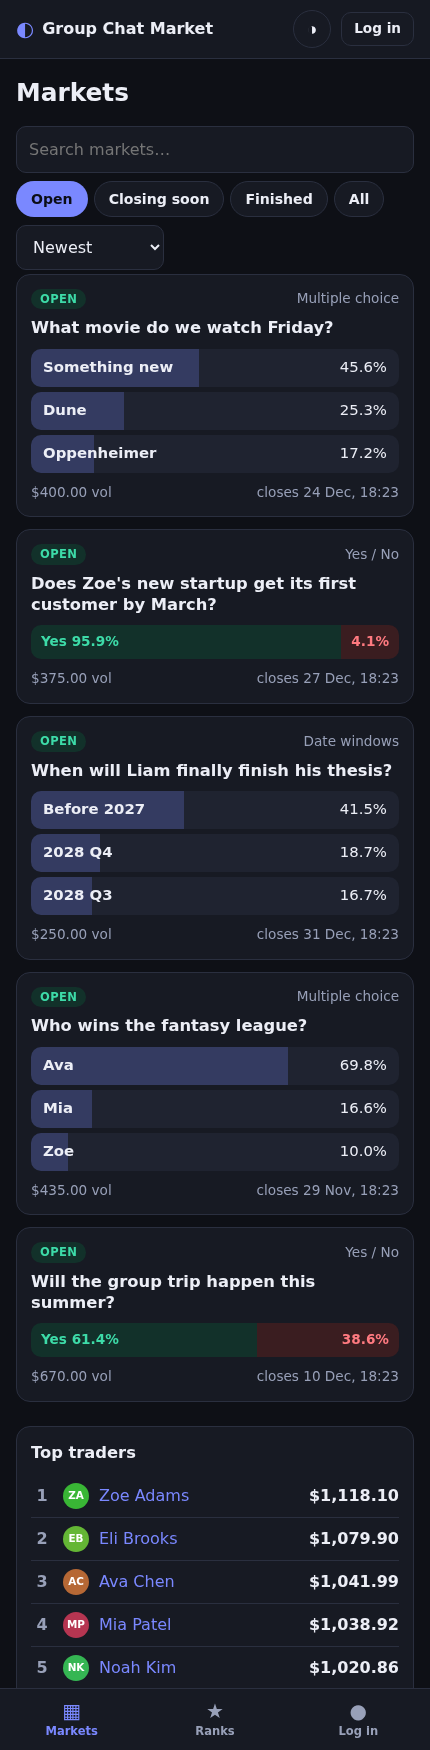 Group Chat Market
Log in
Markets
Search markets...
Open
Closing soon
Finished
All
Newest
OPEN
Multiple choice
What movie do we watch Friday?
Something new 45.6%
Dune 25.3%
Oppenheimer 17.2%
$400.00 vol
closes 24 Dec, 18:23
OPEN
Yes / No
Does Zoe's new startup get its first
customer by March?
Yes 95.9%
4.1%
$375.00 vol
closes 27 Dec, 18:23
OPEN
Date windows
When will Liam finally finish his thesis?
Before 2027 41.5%
2028 Q4 18.7%
2028 Q3 16.7%
$250.00 vol
closes 31 Dec, 18:23
OPEN
Multiple choice
Who wins the fantasy league?
Ava 69.8%
Mia 16.6%
Zoe 10.0%
$435.00 vol
closes 29 Nov, 18:23
OPEN
Yes / No
Will the group trip happen this
summer?
Yes 61.4%
38.6%
$670.00 vol
closes 10 Dec, 18:23
Top traders
1 ZA Zoe Adams $1,118.10
2 EB Eli Brooks $1,079.90
3 AC Ava Chen $1,041.99
4 MP Mia Patel $1,038.92
5 NK Noah Kim $1,020.86
Markets
Ranks
Log in